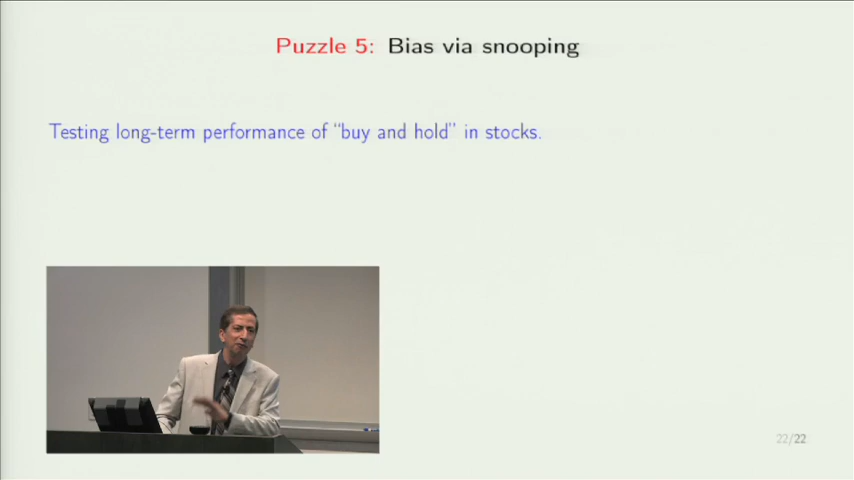 Puzzle 5: Bias via snooping
Testing long-term performance of “buy and hold” in stocks.
22/22